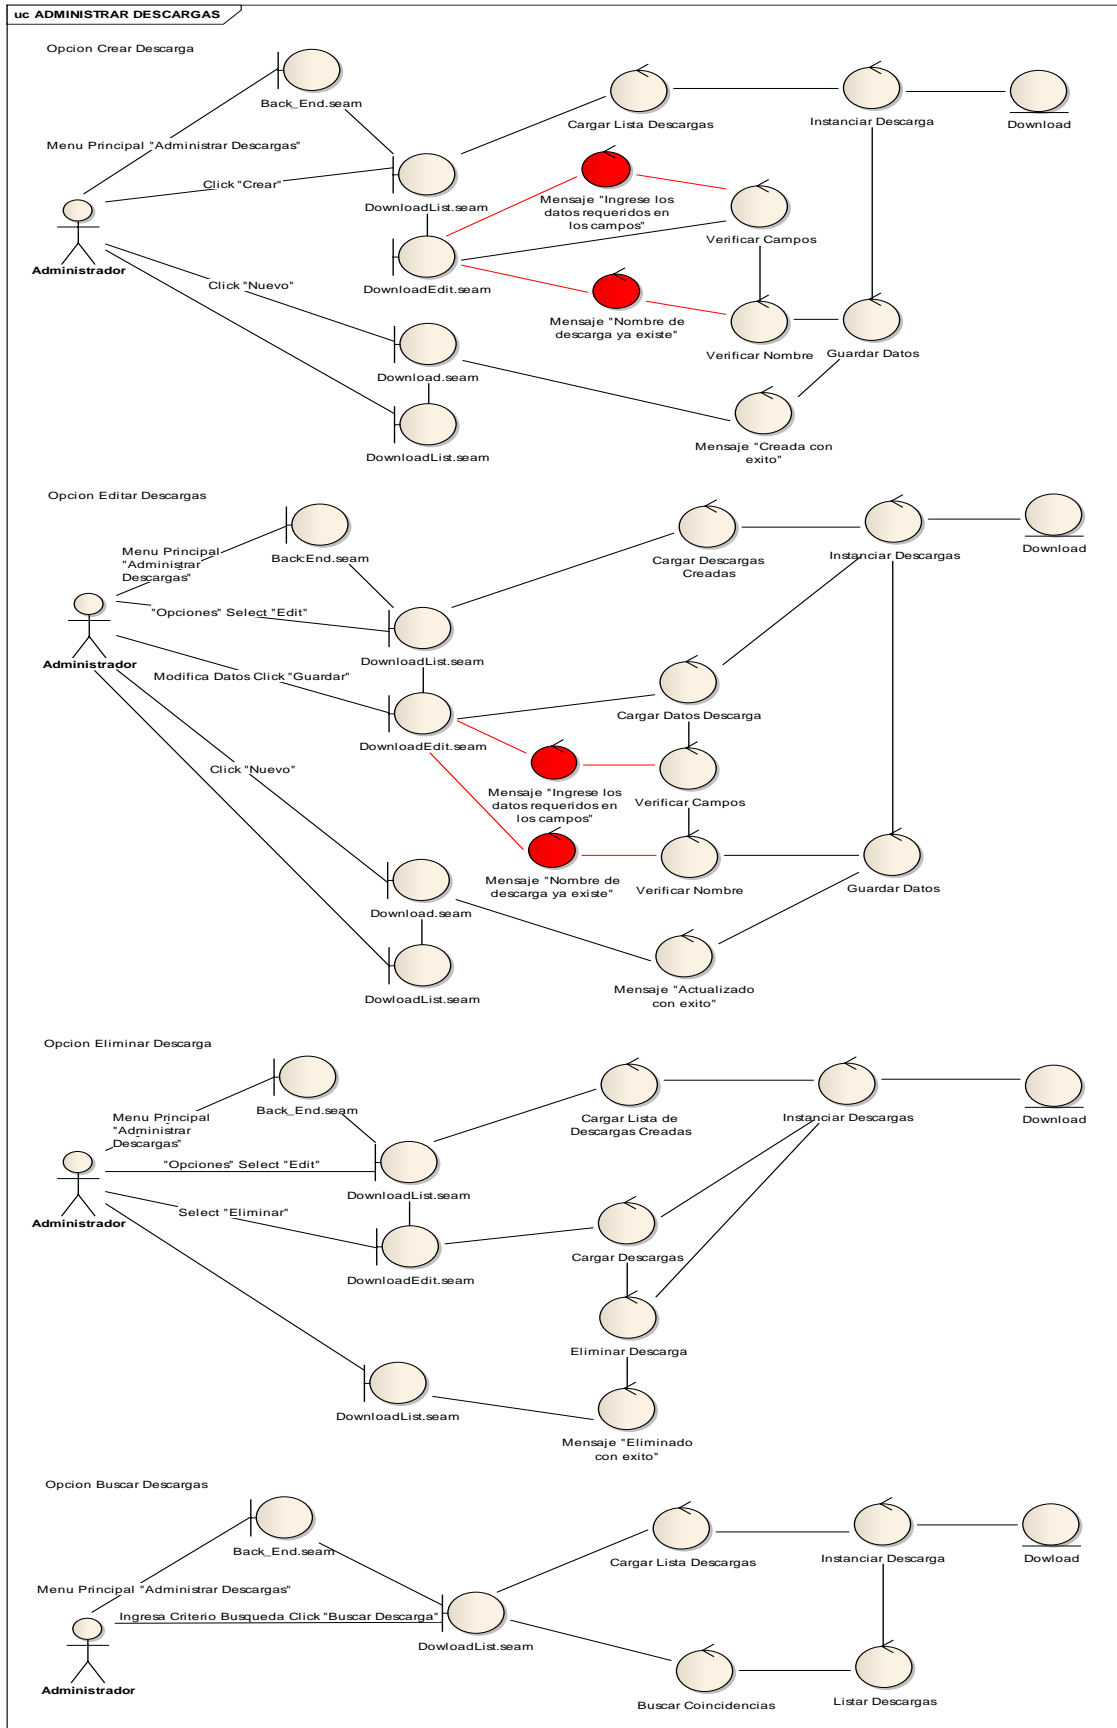 uc ADMINISTRAR DESCARGAS
Opcion Crear Descarga
Back_End.seam
Cargar Lista Descargas
Instanciar Descarga
Download
Menu Principal "Administrar Descargas"
Click "Crear"
DownloadList.seam
Mensaje "Ingrese los
datos requeridos en
los campos"
Verificar Campos
Administrador
DownloadEdit.seam
Click "Nuevo"
Mensaje "Nombre de
descarga ya existe"
Verificar Nombre
Guardar Datos
Download.seam
DownloadList.seam
Mensaje "Creada con
exito"
Opcion Editar Descargas
Menu Principal
"Administrar
Descargas"
Back End.seam
Cargar Descargas
Creadas
Instanciar Descargas
Download
"Opciones" Select "Edit"
DownloadList.seam
Administrador
Modifica Datos Click "Guardar"
Cargar Datos Descarga
DownloadEdit.seam
Click "Nuevo"
Mensaje "Ingrese los
datos requeridos en
los campos"
Verificar Campos
Mensaje "Nombre de
descarga ya existe"
Verificar Nombre
Guardar Datos
Download.seam
DowloadList.seam
Mensaje "Actualizado
con exito"
Opcion Eliminar Descarga
Menu Principal
"Administrar
Descargas"
Back_End.seam
Cargar Lista de
Descargas Creadas
Instanciar Descargas
Download
"Opciones" Select "Edit"
DownloadList.seam
Select "Eliminar"
Administrador
Cargar Descargas
DownloadEdit.seam
Eliminar Descarga
DownloadList.seam
Mensaje "Eliminado
con exito"
Opcion Buscar Descargas
Back_End.seam
Cargar Lista Descargas
Instanciar Descarga
Dowload
Menu Principal "Administrar Descargas"
Ingresa Criterio Busqueda Click "Buscar Descarga"
DowloadList.seam
Administrador
Buscar Coincidencias
Listar Descargas